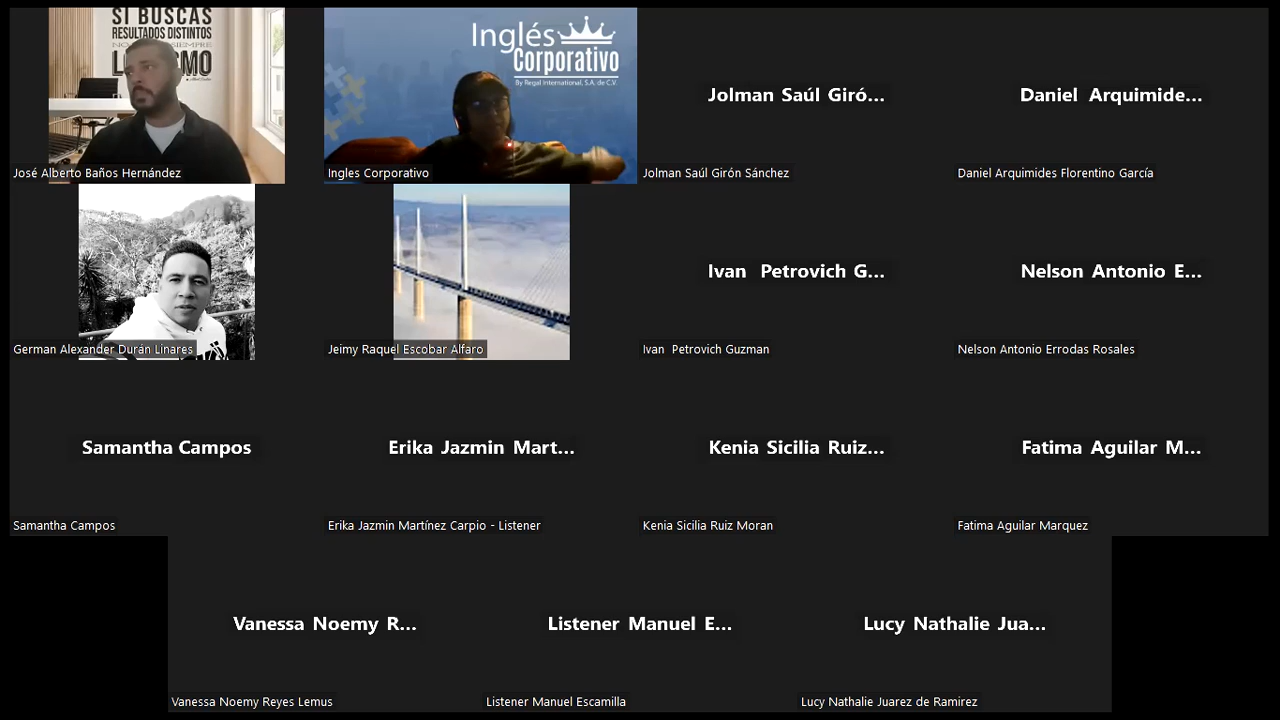 SI BUSCAS
RESULTADOS DISTINTOS
José Alberto Baños Hernández
Inglés
Corporativo
By Regal International, S.A. de C.V.
Ingles Corporativo
Jolman Saúl Giró...
Jolman Saúl Girón Sánchez
Daniel Arquimide...
Daniel Arquimides Florentino García
German Alexander Durán Linares
Jeimy Raquel Escobar Alfaro
Ivan Petrovich G...
Ivan Petrovich Guzman
Nelson Antonio E...
Nelson Antonio Errodas Rosales
Samantha Campos
Samantha Campos
Erika Jazmin Mart...
Erika Jazmin Martínez Carpio - Listener
Kenia Sicilia Ruiz...
Kenia Sicilia Ruiz Moran
Fatima Aguilar M...
Fatima Aguilar Marquez
Vanessa Noemy R...
Vanessa Noemy Reyes Lemus
Listener Manuel E...
Listener Manuel Escamilla
Lucy Nathalie Jua...
Lucy Nathalie Juarez de Ramirez